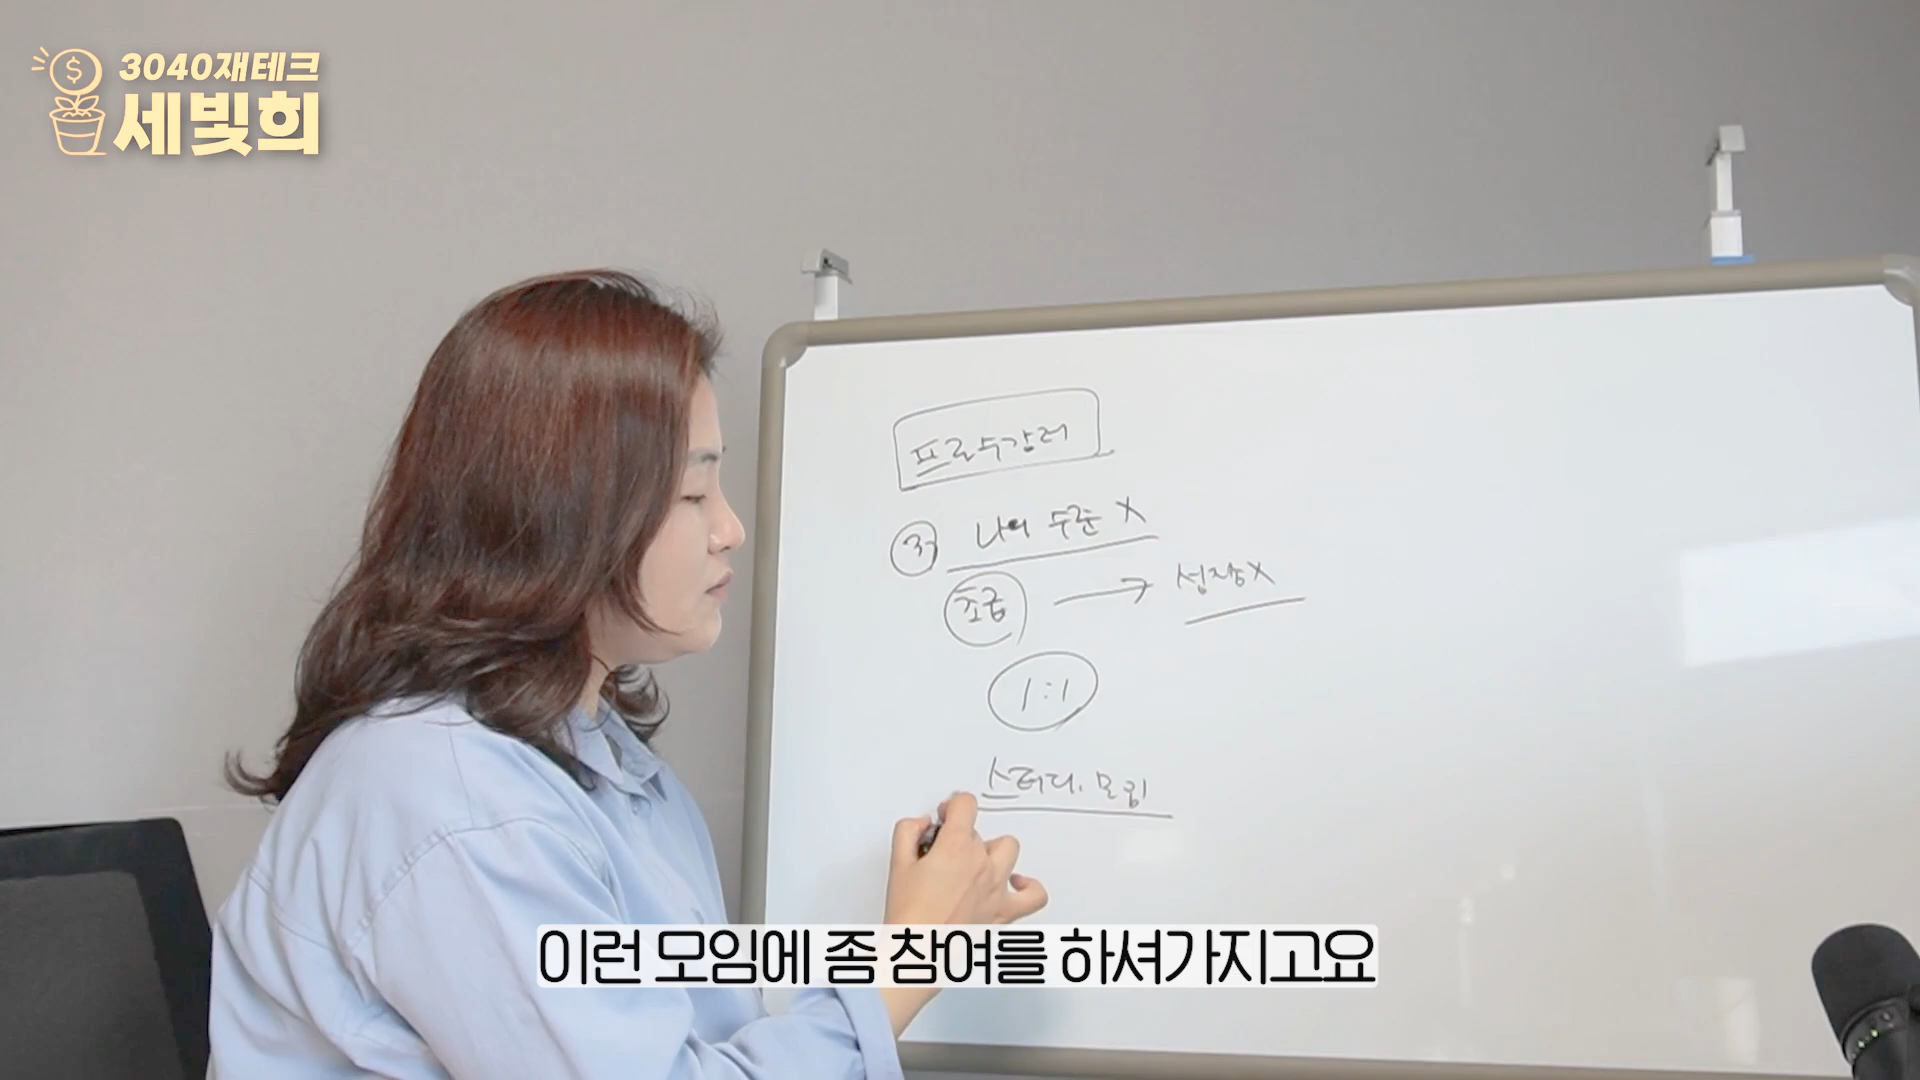 3040재테크
세빛희
프로수강러
③ 나의 수준 X
초급 → 성장X
1:1
스터디, 모임
이런 모임에 좀 참여를 하셔가지고요